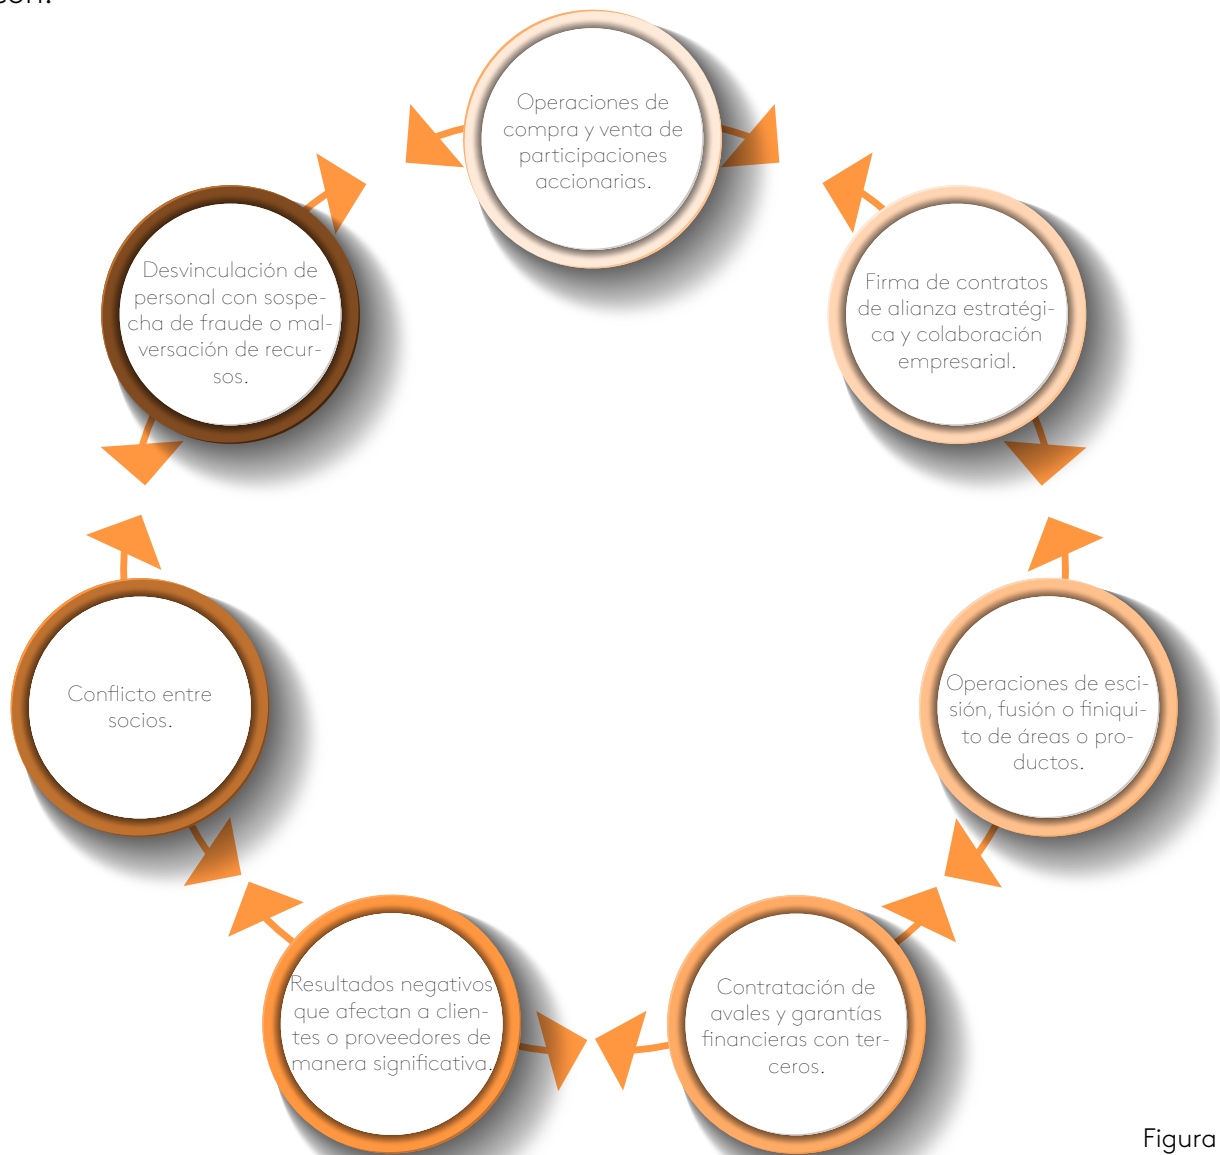 Operaciones de
compra y venta de
participaciones
accionarias.
Firma de contratos
de alianza estratégi-
ca y colaboración
empresarial.
Operaciones de esci-
sión, fusión o finiqui-
to de áreas o pro-
ductos.
Contratación de
avales y garantías
financieras con ter-
ceros.
Resultados negativos
que afectan a clien-
tes o proveedores de
manera significativa.
Conflicto entre
socios.
Desvinculación de
personal con sospe-
cha de fraude o mal-
versación de recur-
sos.
Figura